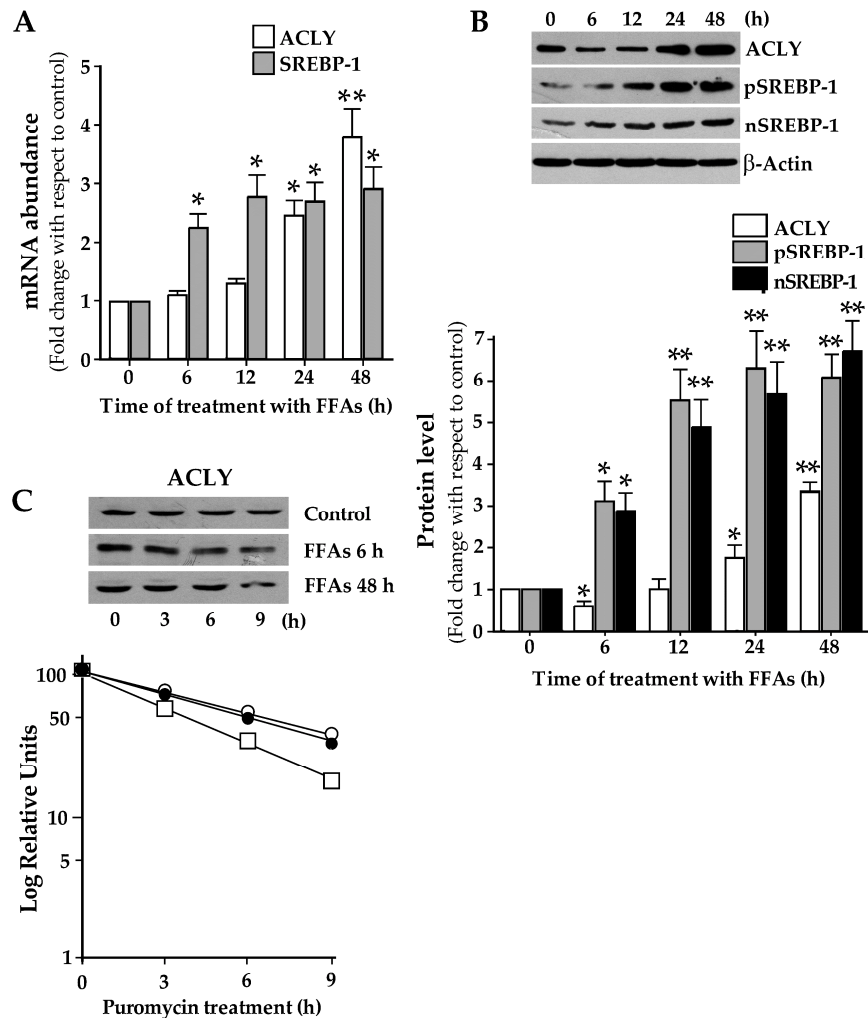 A
ACLY
SREBP-1
mRNA abundance
(Fold change with respect to control)
5
4
3
2
1
0
* * * * ** *
0 6 12 24 48
Time of treatment with FFAs (h)
B
0 6 12 24 48 (h)
ACLY
pSREBP-1
nSREBP-1
β-Actin
ACLY
pSREBP-1
nSREBP-1
Protein level
(Fold change with respect to control)
7
6
5
4
3
2
1
0
* * * ** ** * ** ** ** ** **
0 6 12 24 48
Time of treatment with FFAs (h)
C
ACLY
Control
FFAs 6 h
FFAs 48 h
0 3 6 9 (h)
Log Relative Units
100
50
10
5
1
0 3 6 9
Puromycin treatment (h)